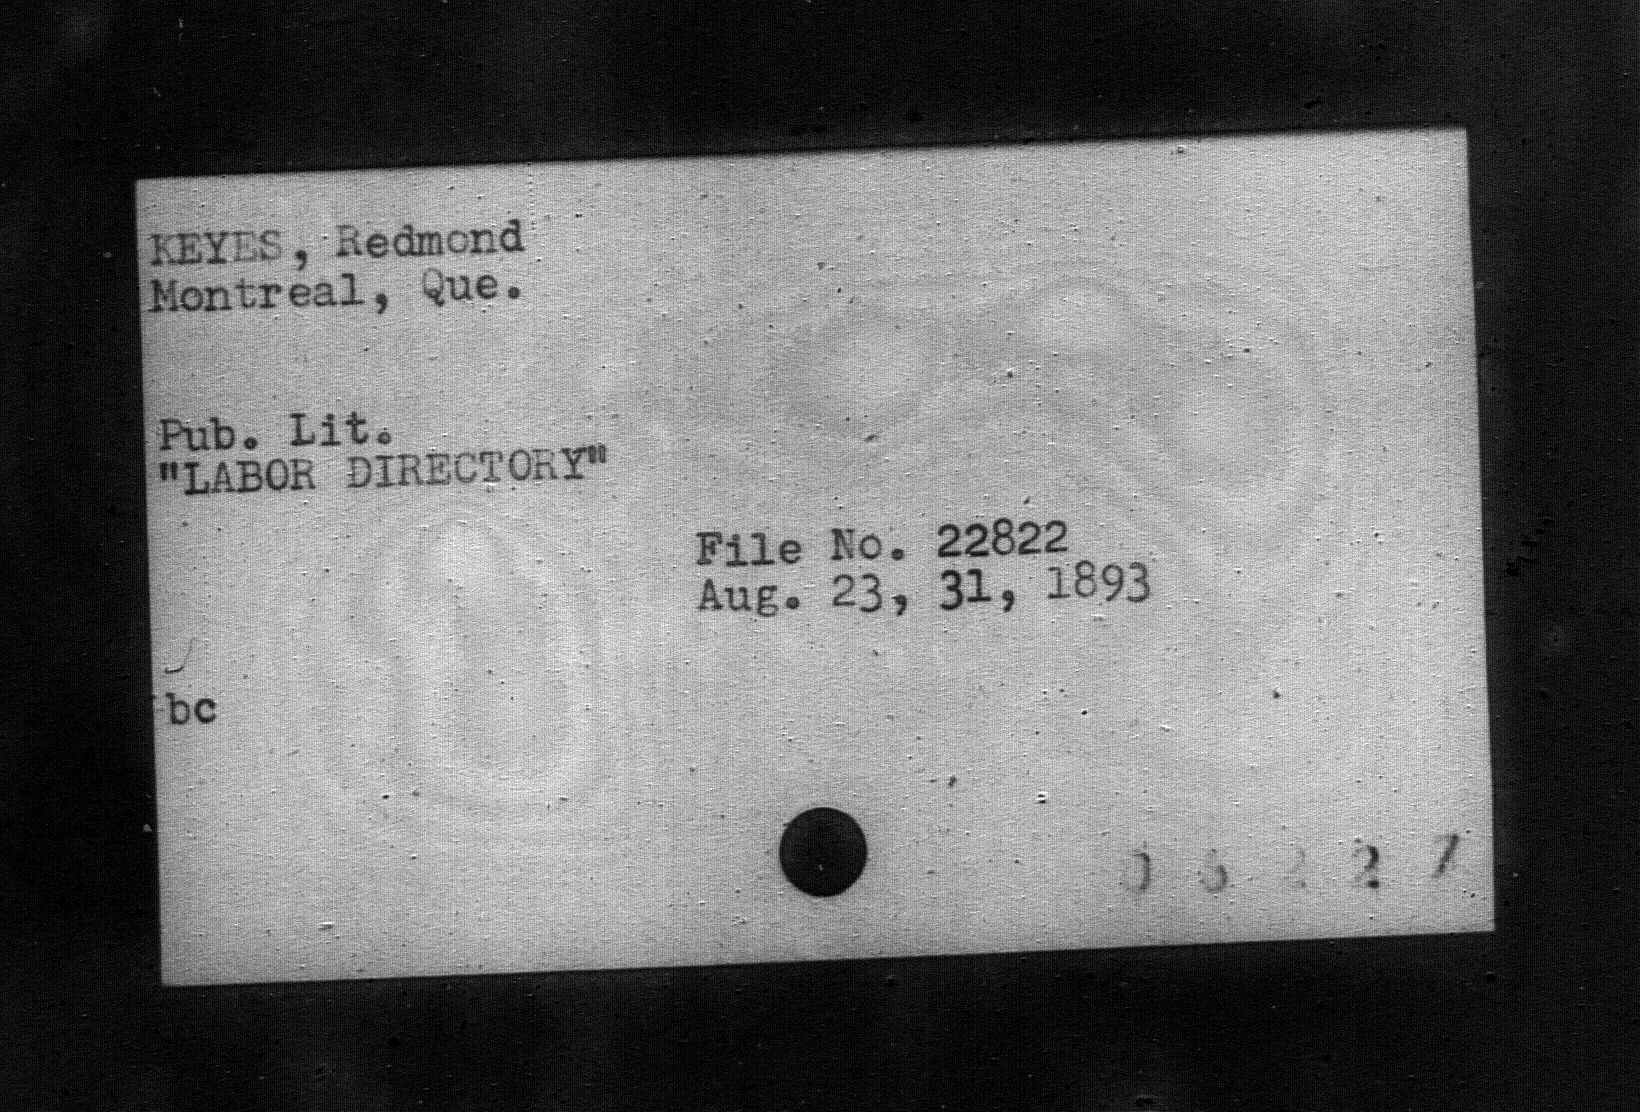 KEYES, Redmond
Montreal, Que.
Pub. Lit.
"LABOR DIRECTORY"
File No. 22822
Aug. 23, 31, 1893
bc